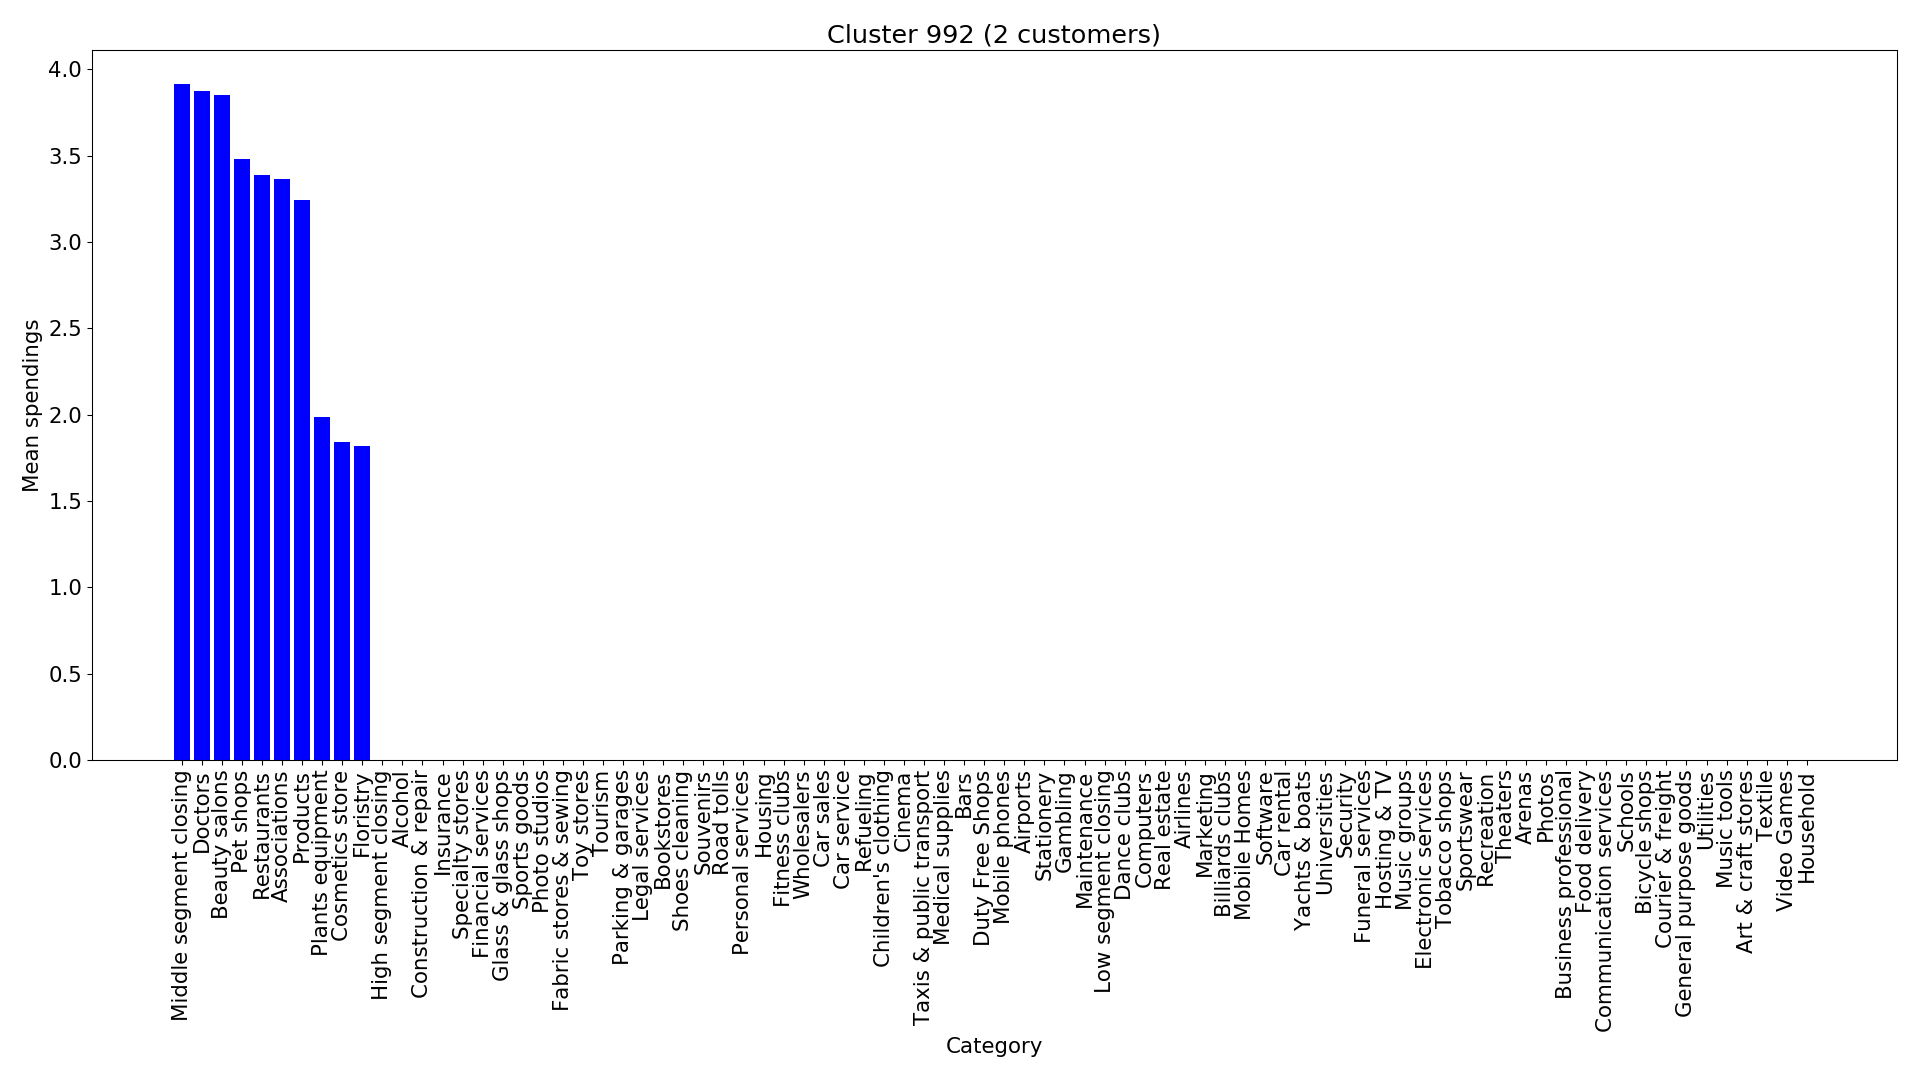 Cluster 992 (2 customers)
Mean spendings
4.0
3.5
3.0
2.5
2.0
1.5
1.0
0.5
0.0
Middle segment closing
Doctors
Beauty salons
Pet shops
Restaurants
Associations
Products
Plants equipment
Cosmetics store
Floristry
High segment closing
Alcohol
Construction & repair
Insurance
Specialty stores
Financial services
Glass & glass shops
Sports goods
Photo studios
Fabric stores & sewing
Toy stores
Tourism
Parking & garages
Legal services
Bookstores
Shoes cleaning
Souvenirs
Road tolls
Personal services
Housing
Fitness clubs
Wholesalers
Car sales
Car service
Refueling
Children's clothing
Cinema
Taxis & public transport
Medical supplies
Bars
Duty Free Shops
Mobile phones
Airports
Stationery
Gambling
Maintenance
Low segment closing
Dance clubs
Computers
Real estate
Airlines
Marketing
Billiards clubs
Mobile Homes
Software
Car rental
Yachts & boats
Universities
Security
Funeral services
Hosting & TV
Music groups
Electronic services
Tobacco shops
Sportswear
Recreation
Theaters
Arenas
Photos
Business professional
Food delivery
Communication services
Schools
Bicycle shops
Courier & freight
General purpose goods
Utilities
Music tools
Art & craft stores
Textile
Video Games
Household
Category